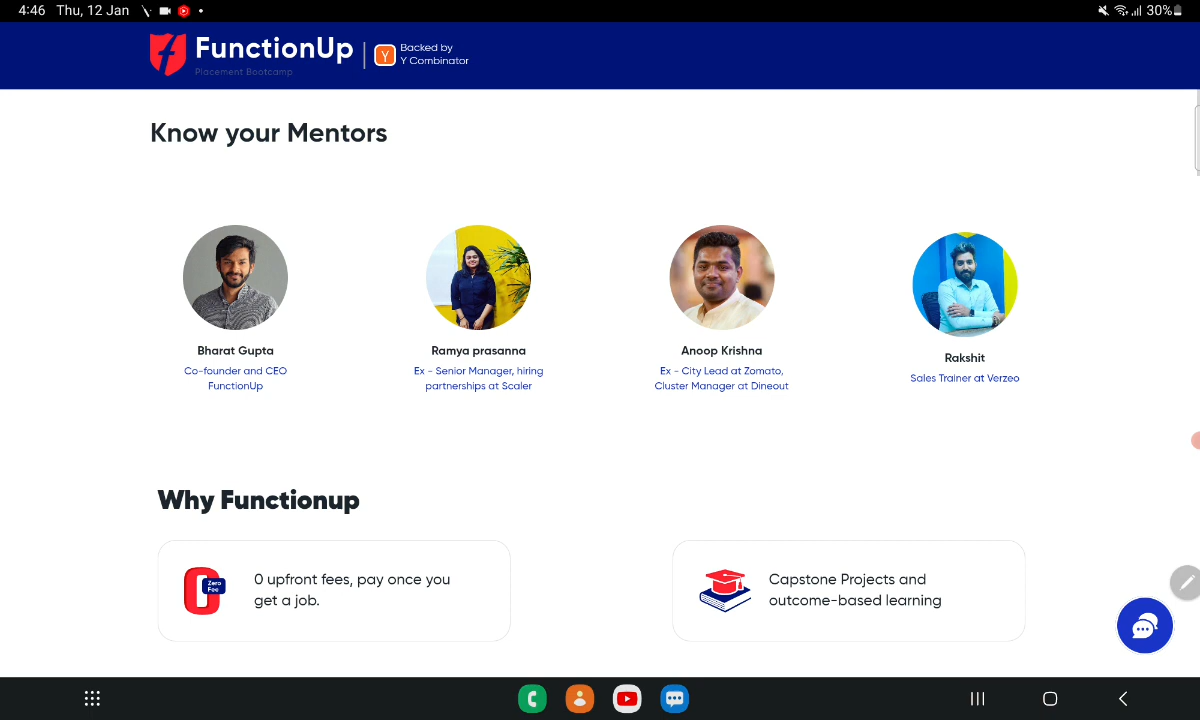 4:46 Thu, 12 Jan
30%
FunctionUp
Placement Bootcamp
Y
Backed by
Y Combinator
Know your Mentors
Bharat Gupta
Co-founder and CEO
FunctionUp
Ramya prasanna
Ex - Senior Manager, hiring
partnerships at Scaler
Anoop Krishna
Ex - City Lead at Zomato,
Cluster Manager at Dineout
Rakshit
Sales Trainer at Verzeo
Why Functionup
Zero
Fee
0 upfront fees, pay once you
get a job.
Capstone Projects and
outcome-based learning